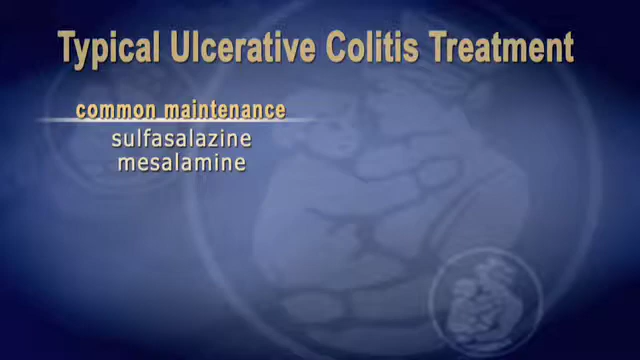 Typical Ulcerative Colitis Treatment
common maintenance
sulfasalazine
mesalamine